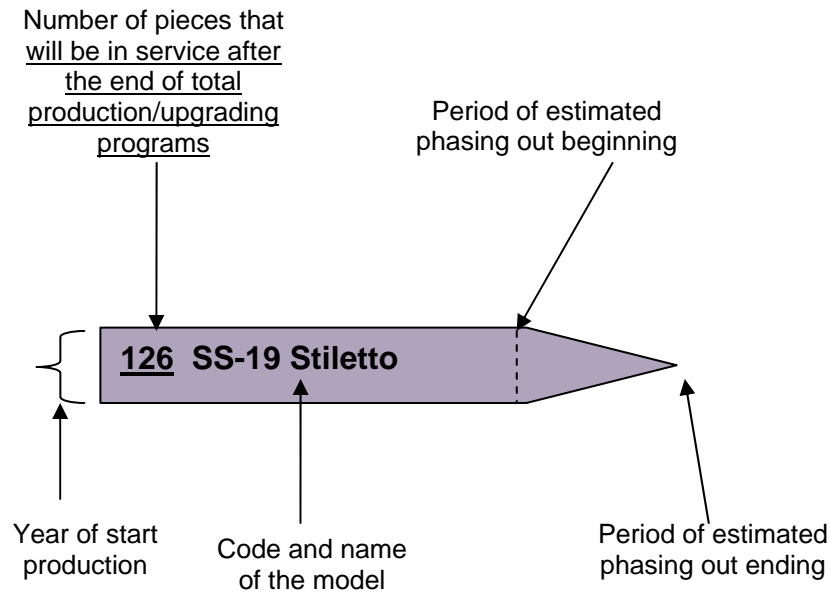 Number of pieces that
will be in service after
the end of total
production/upgrading
programs
Period of estimated
phasing out beginning
126 SS-19 Stiletto
Year of start
production
Code and name
of the model
Period of estimated
phasing out ending